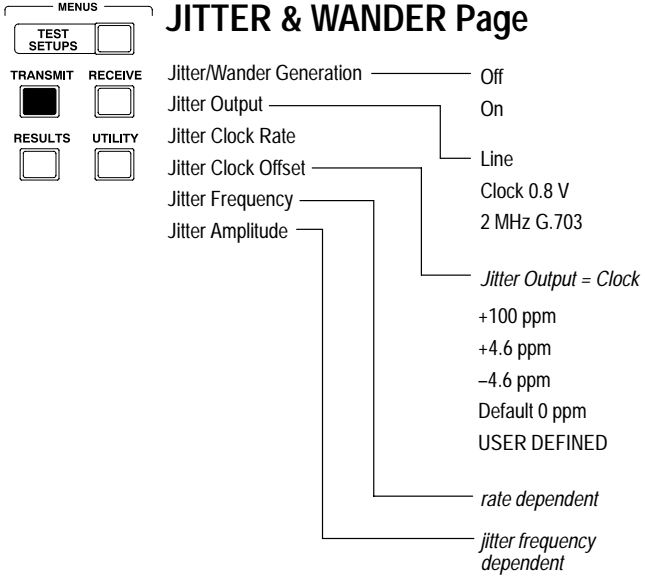 MENUS
TEST
SETUPS
TRANSMIT RECEIVE
RESULTS UTILITY
JITTER & WANDER Page
Jitter/Wander Generation
Jitter Output
Jitter Clock Rate
Jitter Clock Offset
Jitter Frequency
Jitter Amplitude
Off
On
Line
Clock 0.8 V
2 MHz G.703
Jitter Output = Clock
+100 ppm
+4.6 ppm
–4.6 ppm
Default 0 ppm
USER DEFINED
rate dependent
jitter frequency
dependent